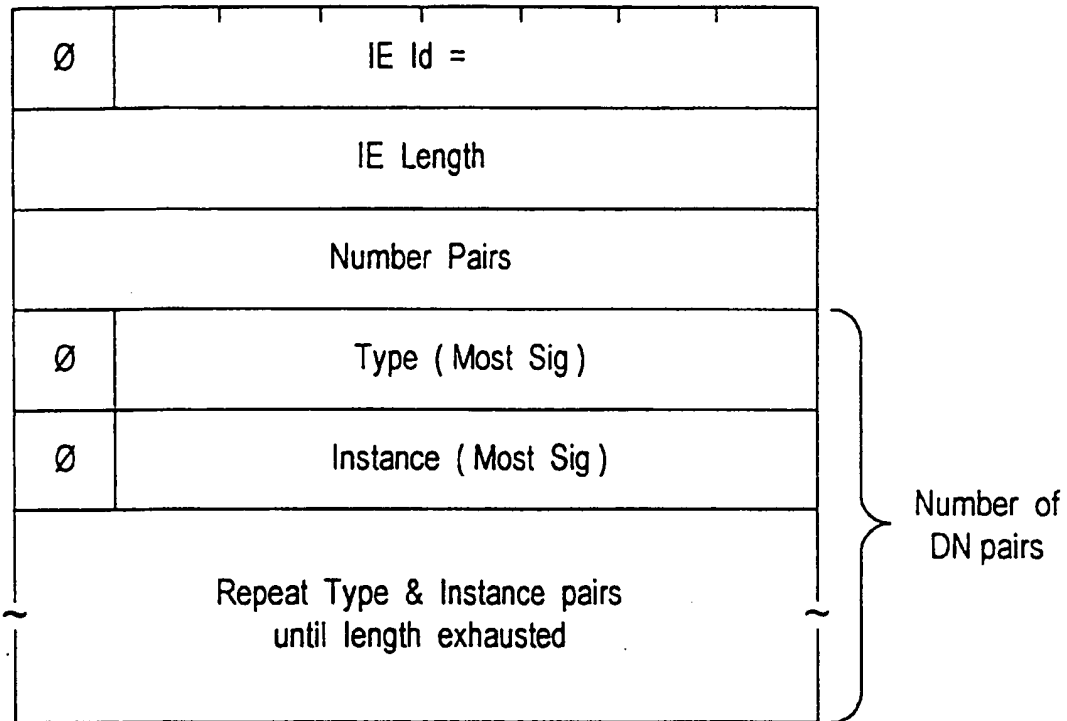 Ø IE Id =
IE Length
Number Pairs
Ø Type ( Most Sig )
Ø Instance ( Most Sig )
Number of
DN pairs
Repeat Type & Instance pairs
until length exhausted